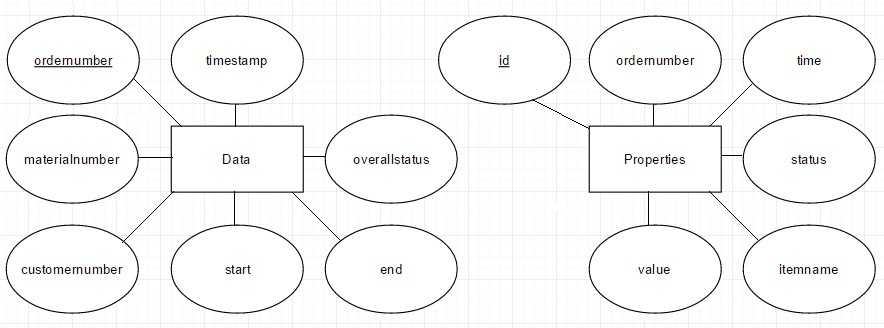 ordernumber
timestamp
id
ordernumber
time
materialnumber
Data
overallstatus
Properties
status
customernumber
start
end
value
itemname